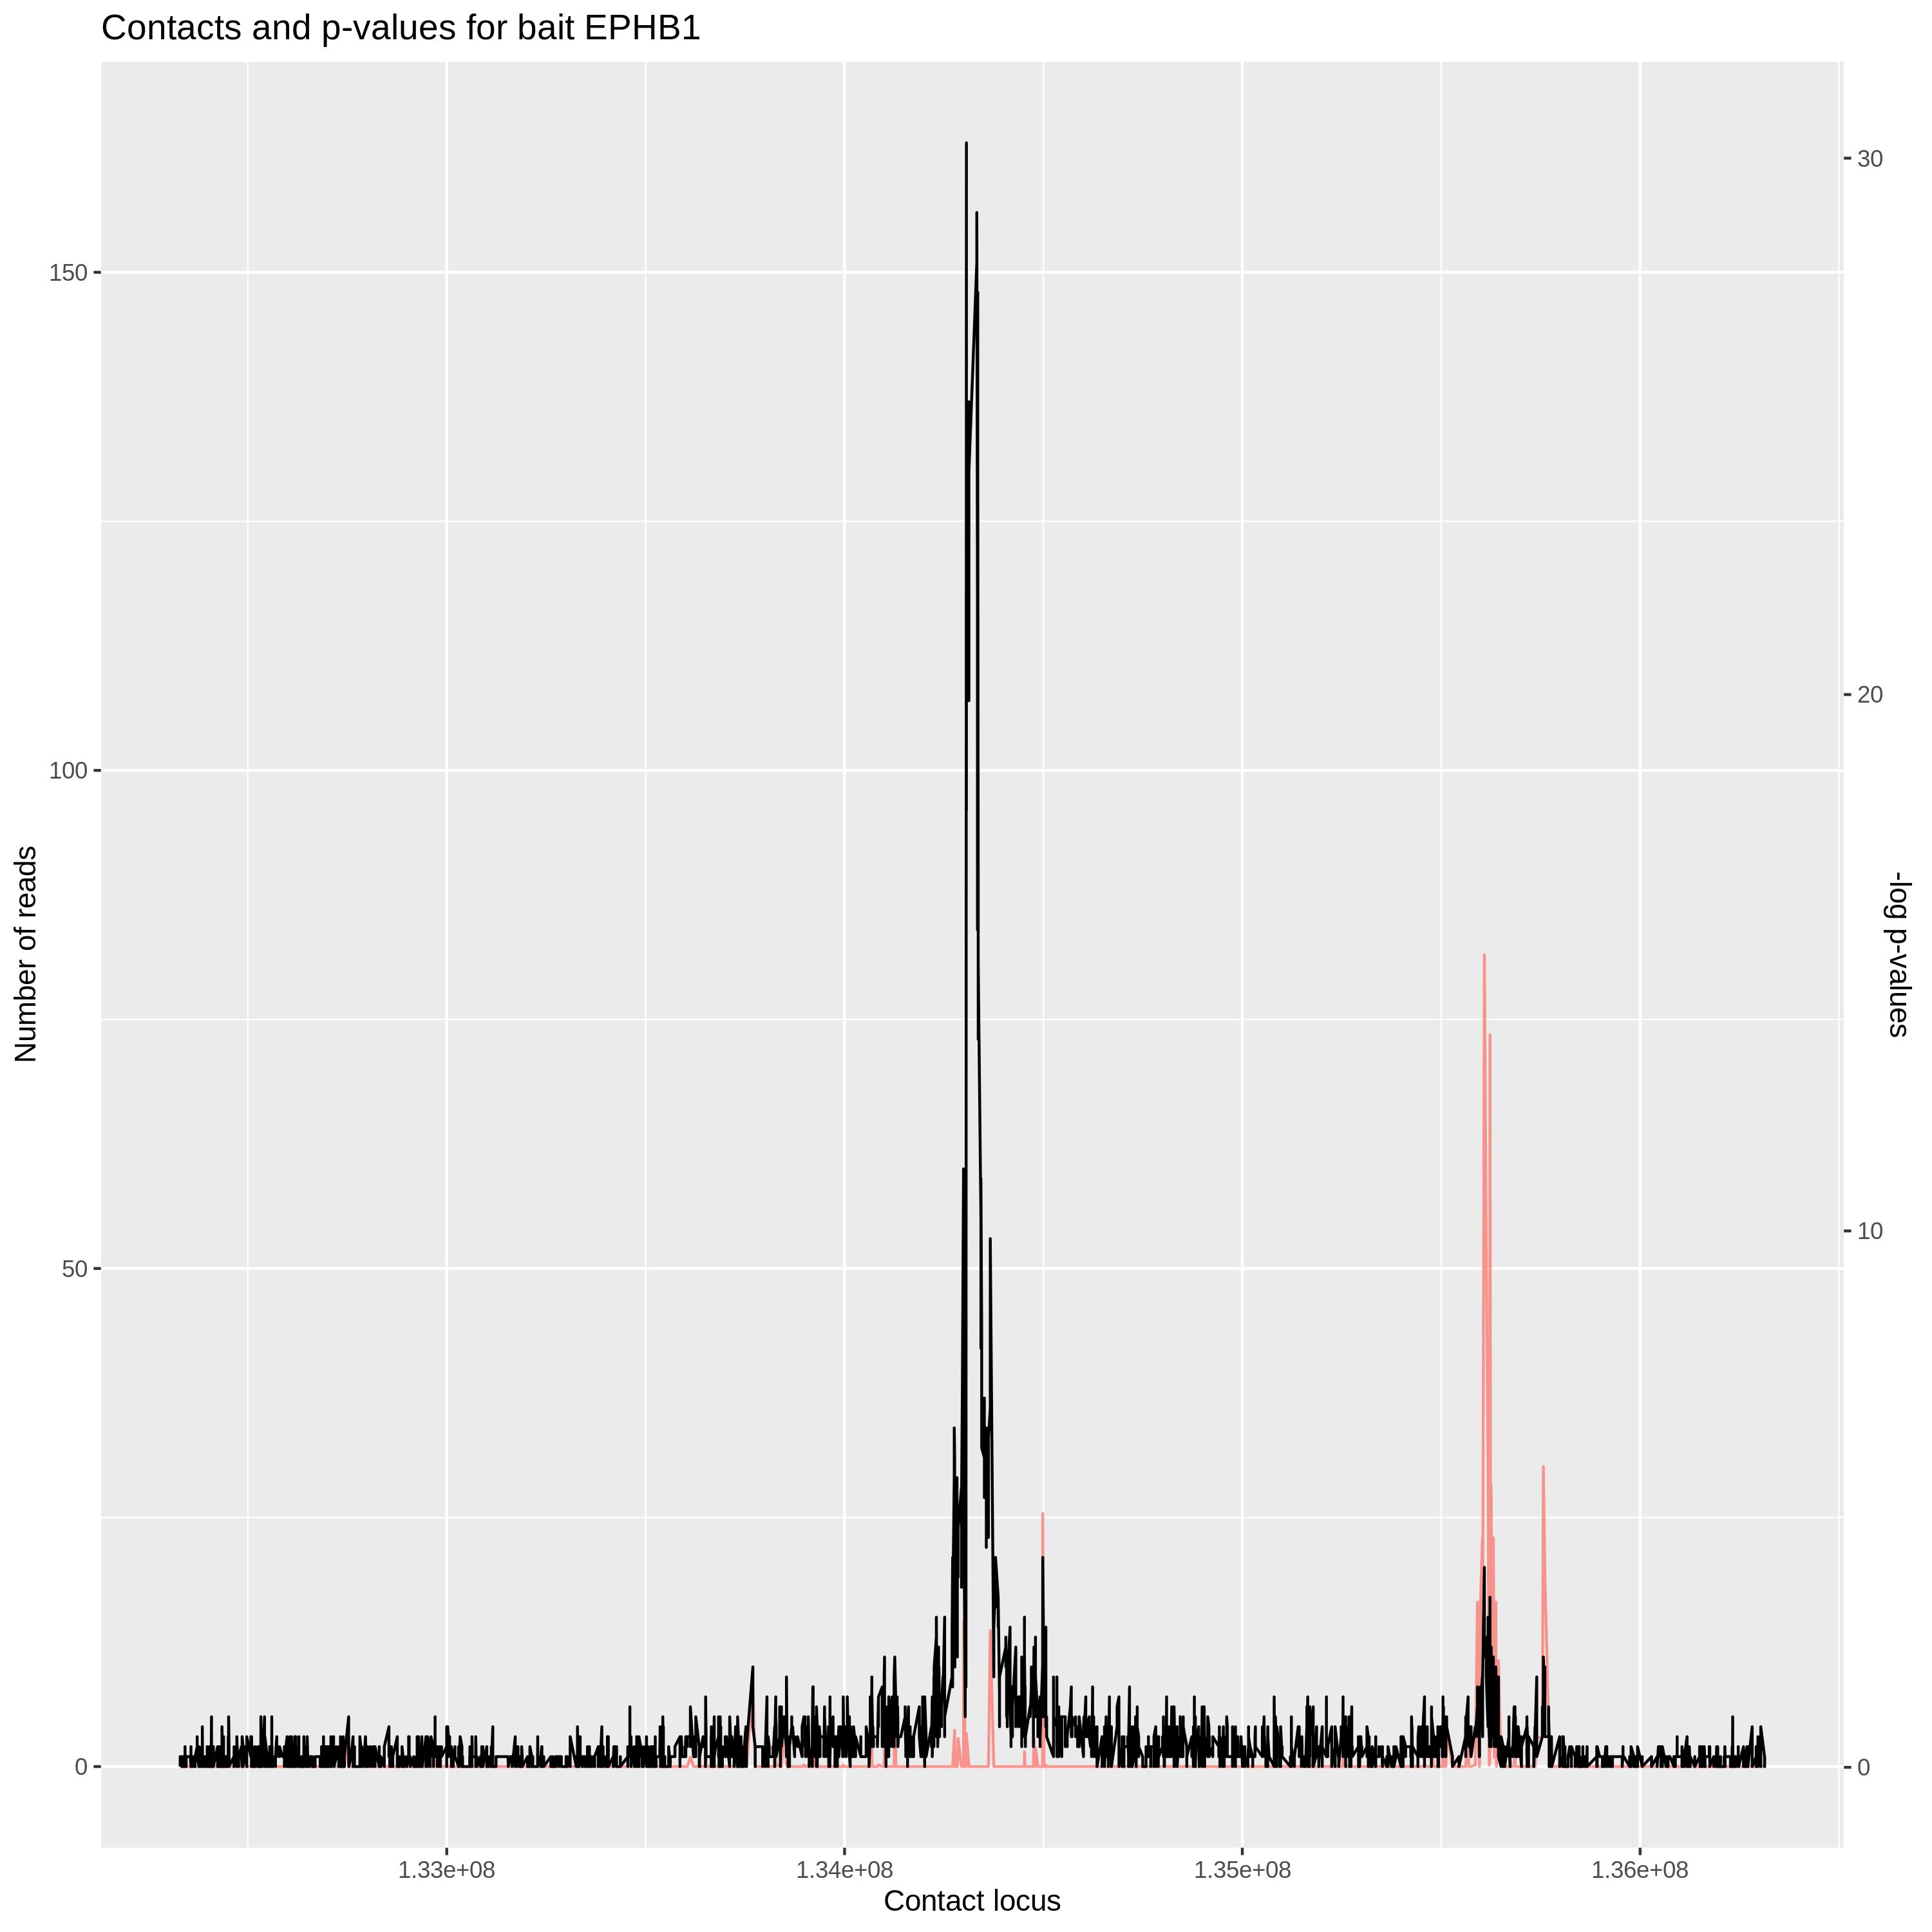 Contacts and p-values for bait EPHB1
150
100
50
0
Number of reads
30
20
10
0
-log p-values
1.33e+08 1.34e+08 1.35e+08 1.36e+08
Contact locus